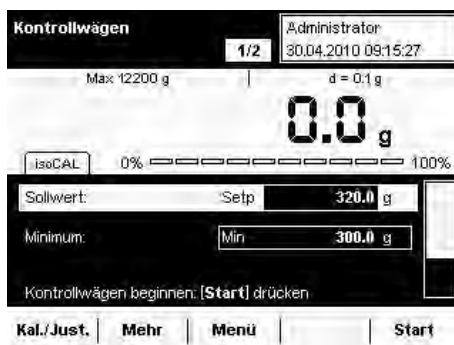 Kontrollwägen
1/2
Administrator
30.04.2010 09:15:27
Max 12200 g
d = 0.1 g
0.0 g
isoCAL
0%
100%
Sollwert: Setp 320.0 g
Minimum: Min 300.0 g
Kontrollwägen beginnen: [Start] drücken
Kal./Just. Mehr Menü Start